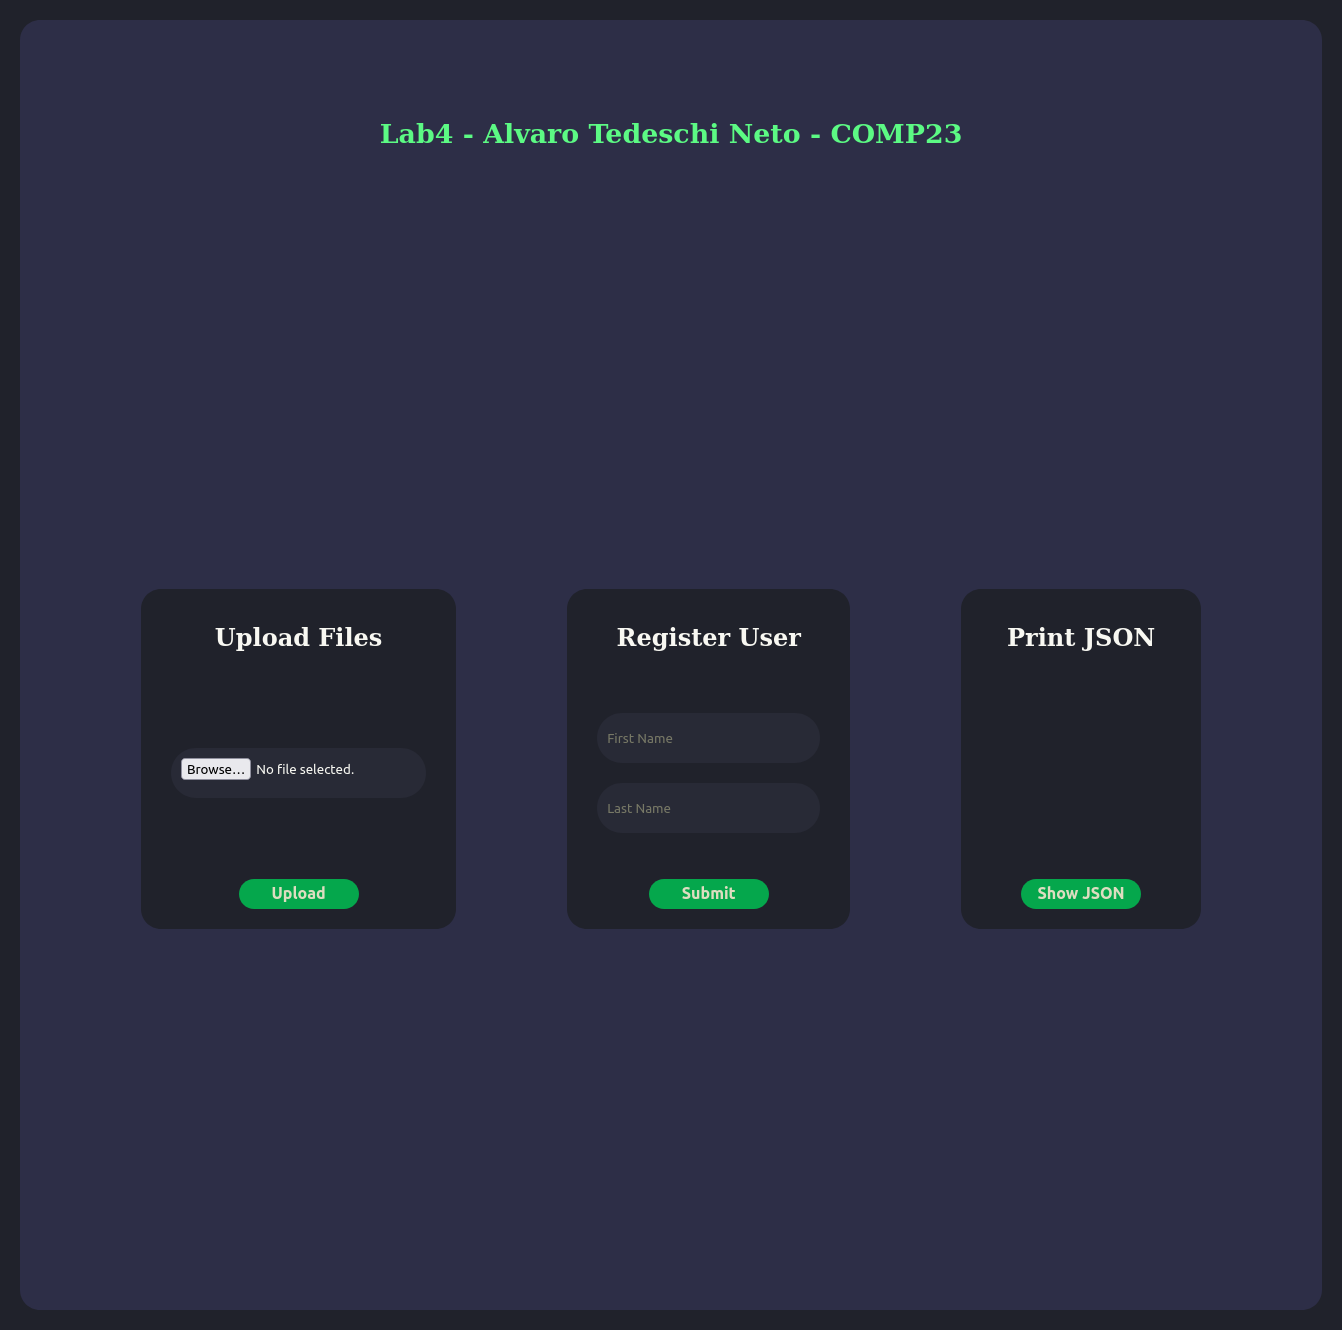 Lab4 - Alvaro Tedeschi Neto - COMP23
Upload Files
Browse…
No file selected.
Upload
Register User
First Name
Last Name
Submit
Print JSON
Show JSON